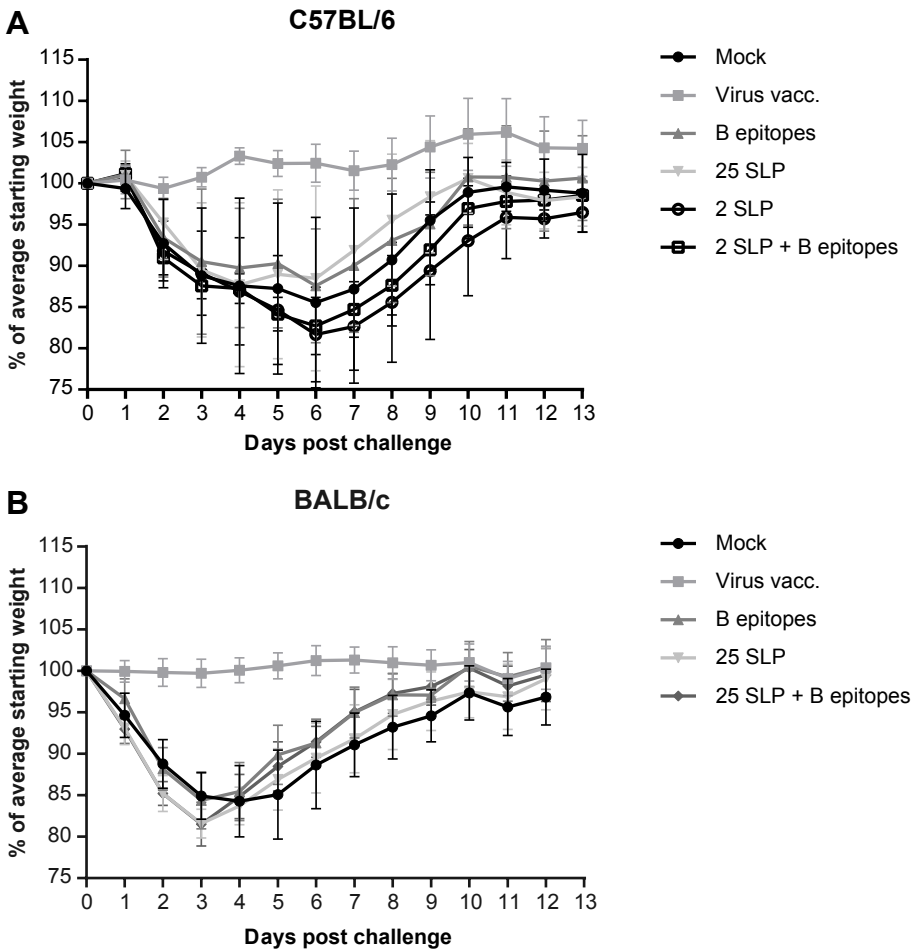 A
C57BL/6
% of average starting weight
115
110
105
100
95
90
85
80
75
0 1 2 3 4 5 6 7 8 9 10 11 12 13
Days post challenge
Mock
Virus vacc.
B epitopes
25 SLP
2 SLP
2 SLP + B epitopes
B
BALB/c
% of average starting weight
115
110
105
100
95
90
85
80
75
0 1 2 3 4 5 6 7 8 9 10 11 12 13
Days post challenge
Mock
Virus vacc.
B epitopes
25 SLP
25 SLP + B epitopes